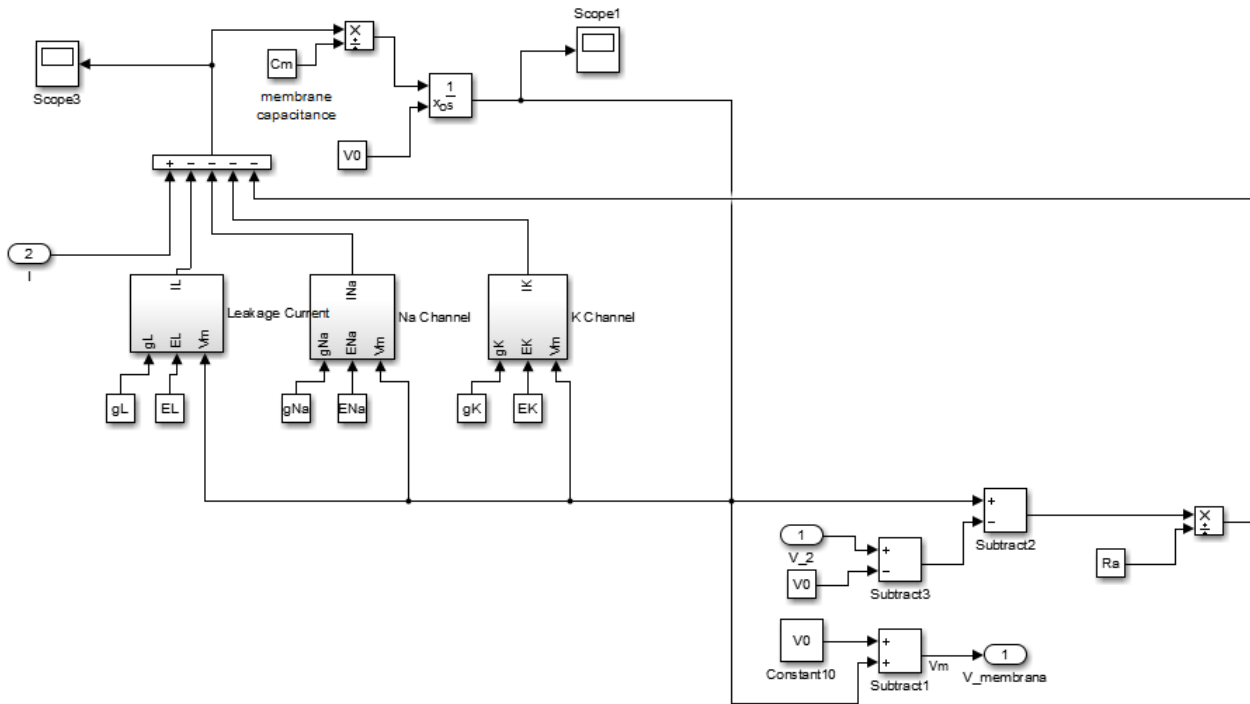 Scope1
Scope3
×
÷
Cm
membrane
capacitance
1
xo s
V0
+ − − − −
2
I
IL
Leakage Current
gL EL Vm
INa
Na Channel
gNa ENa Vm
IK
K Channel
gK EK Vm
gL
EL
gNa
ENa
gK
EK
+
−
Subtract2
×
÷
Ra
1
V_2
V0
+
−
Subtract3
V0
Constant10
+
+
Subtract1
Vm
1
V_membrana